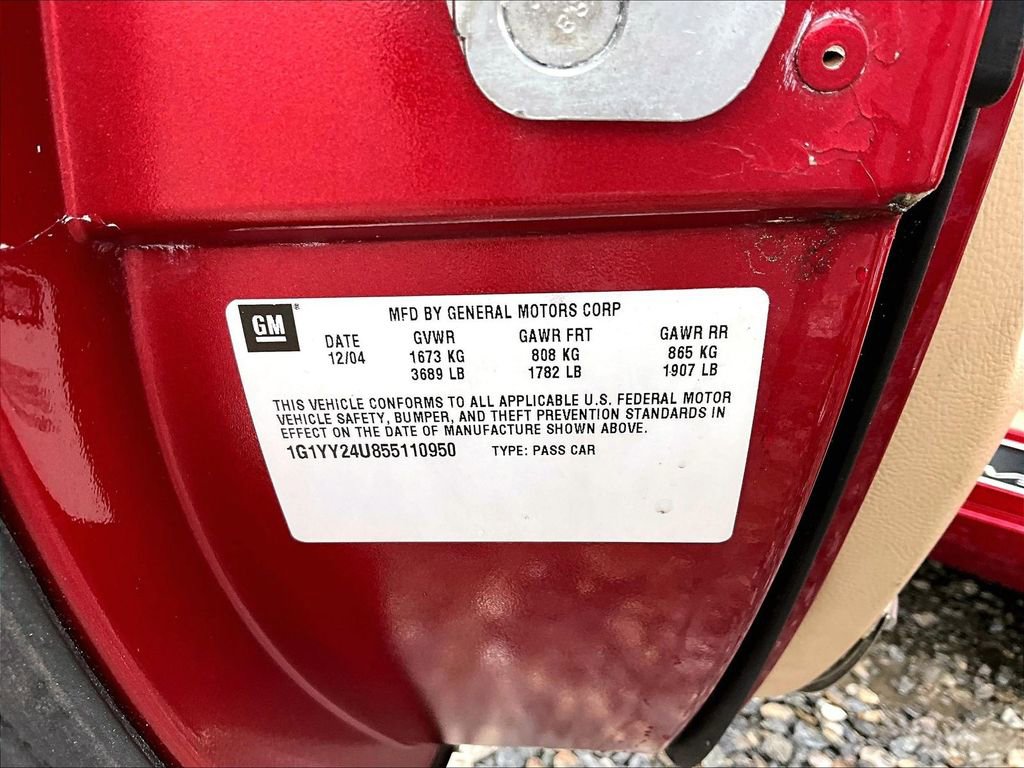 GM
MFD BY GENERAL MOTORS CORP
DATE GVWR GAWR FRT GAWR RR
12/04 1673 KG 808 KG 865 KG
3689 LB 1782 LB 1907 LB
THIS VEHICLE CONFORMS TO ALL APPLICABLE U.S. FEDERAL MOTOR
VEHICLE SAFETY, BUMPER, AND THEFT PREVENTION STANDARDS IN
EFFECT ON THE DATE OF MANUFACTURE SHOWN ABOVE.
1G1YY24U855110950 TYPE: PASS CAR